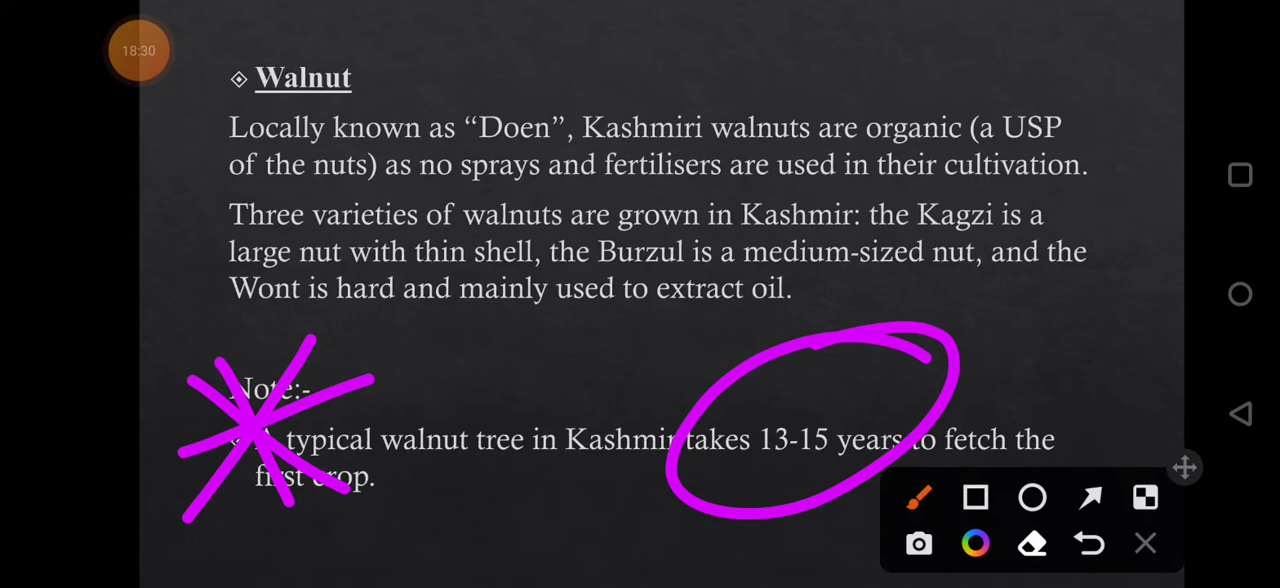 18:30
Walnut
Locally known as “Doen”, Kashmiri walnuts are organic (a USP
of the nuts) as no sprays and fertilisers are used in their cultivation.
Three varieties of walnuts are grown in Kashmir: the Kagzi is a
large nut with thin shell, the Burzul is a medium-sized nut, and the
Wont is hard and mainly used to extract oil.
Note:-
A typical walnut tree in Kashmir takes 13-15 years to fetch the
first crop.